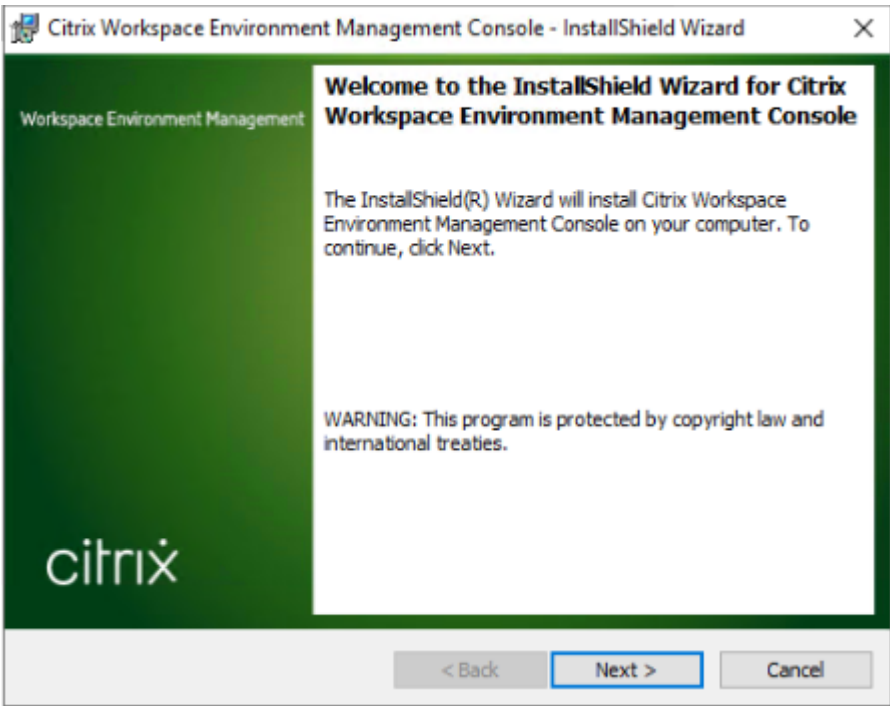 Citrix Workspace Environment Management Console - InstallShield Wizard
Workspace Environment Management
Welcome to the InstallShield Wizard for Citrix
Workspace Environment Management Console
The InstallShield(R) Wizard will install Citrix Workspace
Environment Management Console on your computer. To
continue, click Next.
WARNING: This program is protected by copyright law and
international treaties.
citrix
< Back
Next >
Cancel